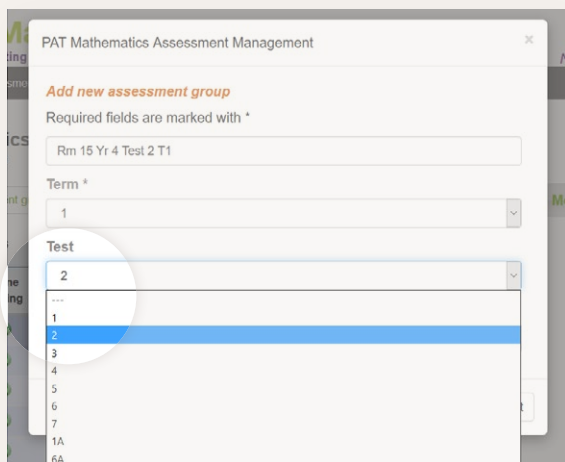 PAT Mathematics Assessment Management
×
Add new assessment group
Required fields are marked with *
Rm 15 Yr 4 Test 2 T1
Term *
1
Test
2
---
1
2
3
4
5
6
7
1A
6A